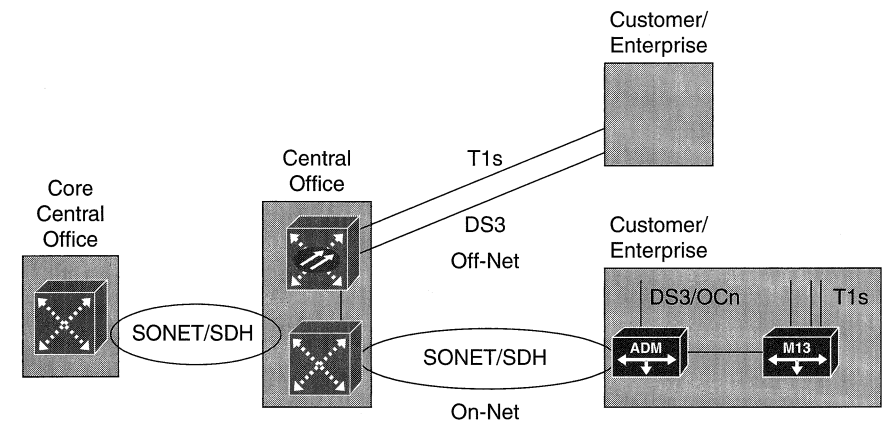 Customer/
Enterprise
T1s
Central
Office
DS3
Off-Net
Core
Central
Office
Customer/
Enterprise
DS3/OCn
T1s
SONET/SDH
SONET/SDH
ADM
M13
On-Net